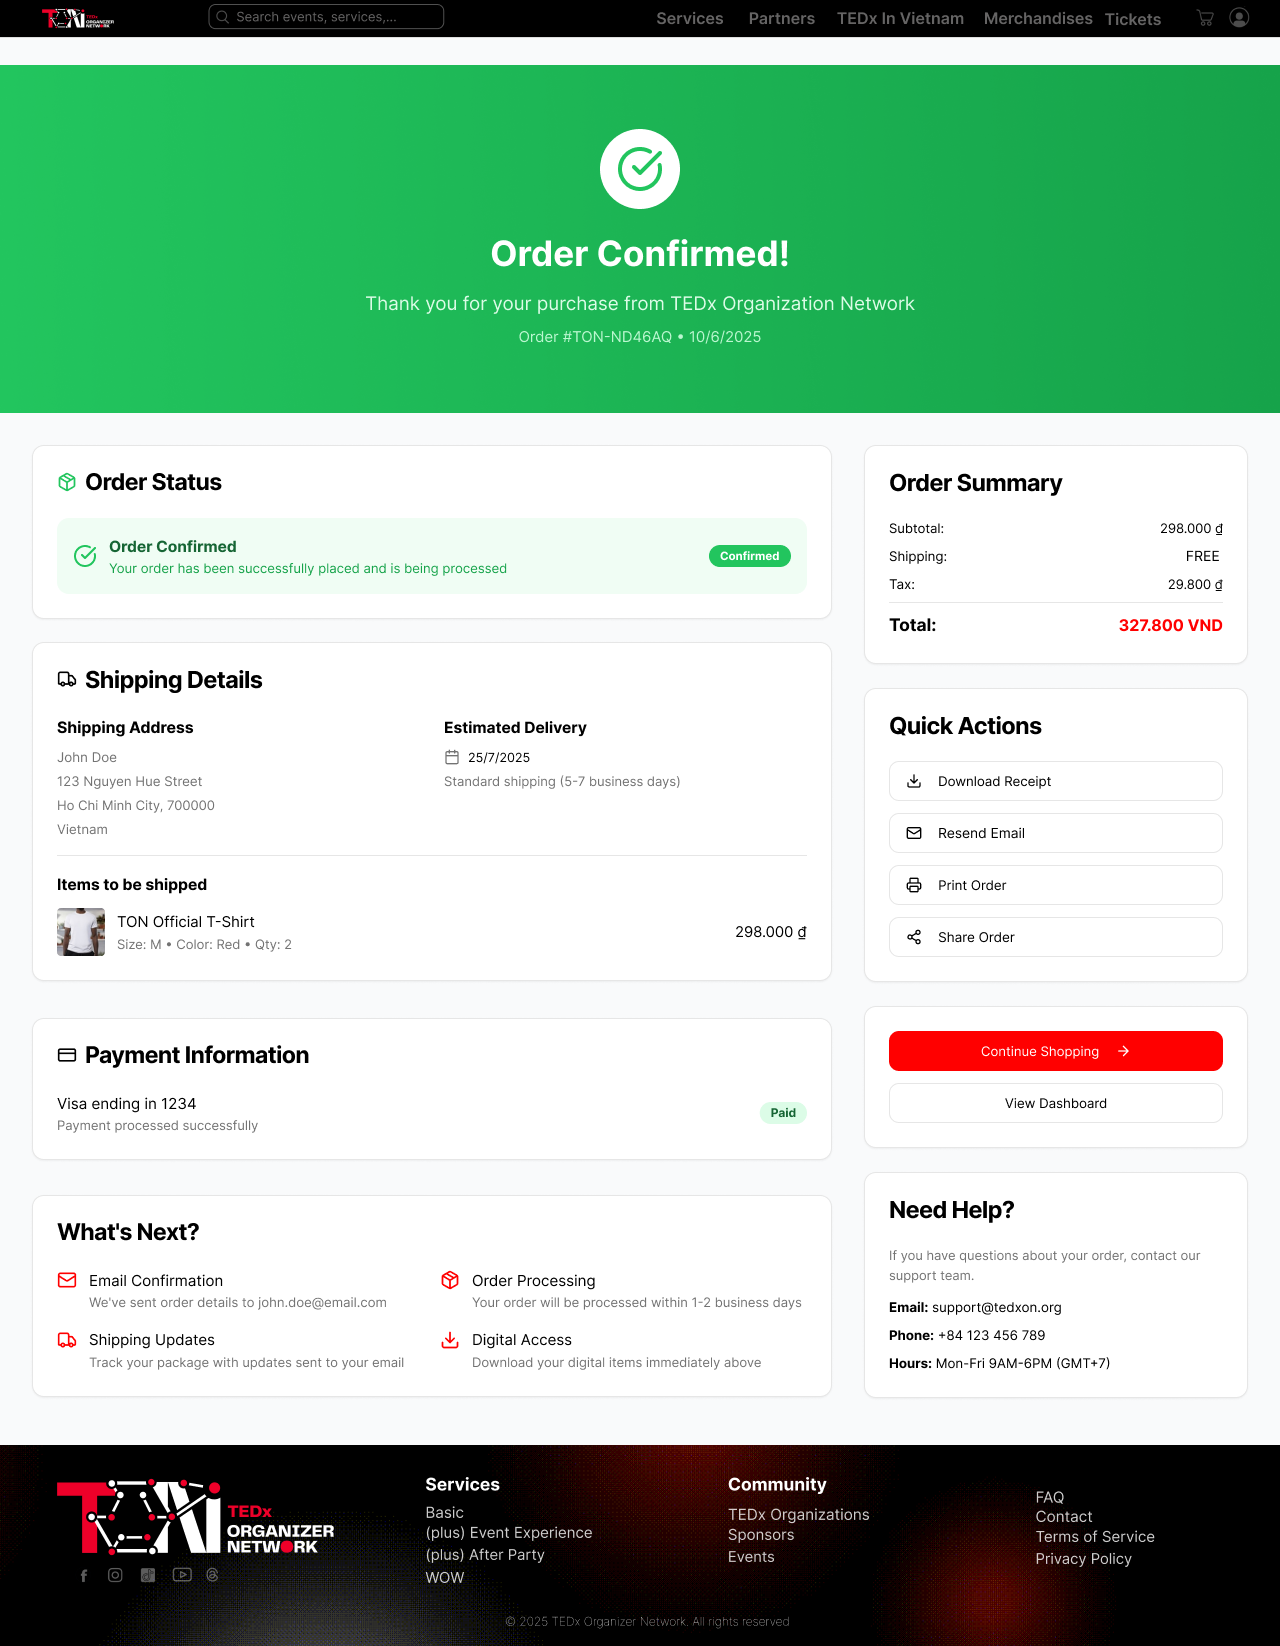 TEDx
ORGANIZER
NETWORK
Search events, services,...
Services
Partners
TEDx In Vietnam
Merchandises
Tickets
Order Confirmed!
Thank you for your purchase from TEDx Organization Network
Order #TON-ND46AQ • 10/6/2025
Order Status
Order Confirmed
Your order has been successfully placed and is being processed
Confirmed
Shipping Details
Shipping Address
John Doe
123 Nguyen Hue Street
Ho Chi Minh City, 700000
Vietnam
Estimated Delivery
25/7/2025
Standard shipping (5-7 business days)
Items to be shipped
TON Official T-Shirt
Size: M • Color: Red • Qty: 2
298.000 ₫
Payment Information
Visa ending in 1234
Payment processed successfully
Paid
What's Next?
Email Confirmation
We've sent order details to john.doe@email.com
Order Processing
Your order will be processed within 1-2 business days
Shipping Updates
Track your package with updates sent to your email
Digital Access
Download your digital items immediately above
Order Summary
Subtotal: 298.000 ₫
Shipping: FREE
Tax: 29.800 ₫
Total: 327.800 VND
Quick Actions
Download Receipt
Resend Email
Print Order
Share Order
Continue Shopping
View Dashboard
Need Help?
If you have questions about your order, contact our
support team.
Email: support@tedxon.org
Phone: +84 123 456 789
Hours: Mon-Fri 9AM-6PM (GMT+7)
TEDx
ORGANIZER
NETWORK
Services
Basic
(plus) Event Experience
(plus) After Party
WOW
Community
TEDx Organizations
Sponsors
Events
FAQ
Contact
Terms of Service
Privacy Policy
© 2025 TEDx Organizer Network. All rights reserved